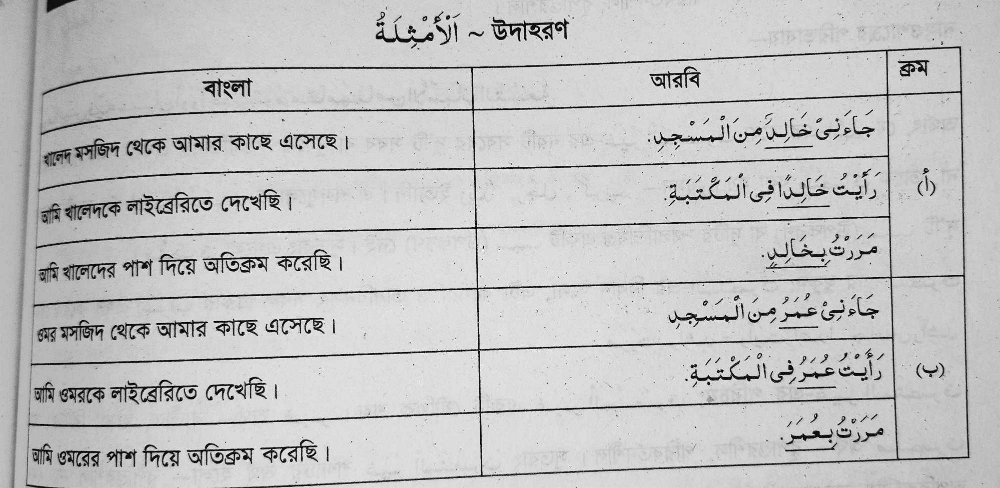 اَلْأَمْثِلَةُ ~ উদাহরণ
ক্রম আরবি বাংলা
(أ) جَاءَنِىْ خَالِدٌ مِنَ الْمَسْجِدِ. খালেদ মসজিদ থেকে আমার কাছে এসেছে।
رَأَيْتُ خَالِدًا فِى الْمَكْتَبَةِ. আমি খালেদকে লাইব্রেরিতে দেখেছি।
مَرَرْتُ بِخَالِدٍ. আমি খালেদের পাশ দিয়ে অতিক্রম করেছি।
(ب) جَاءَنِىْ عُمَرُ مِنَ الْمَسْجِدِ ওমর মসজিদ থেকে আমার কাছে এসেছে।
رَأَيْتُ عُمَرُ فِى الْمَكْتَبَةِ. আমি ওমরকে লাইব্রেরিতে দেখেছি।
مَرَرْتُ بِعُمَرَ. আমি ওমরের পাশ দিয়ে অতিক্রম করেছি।